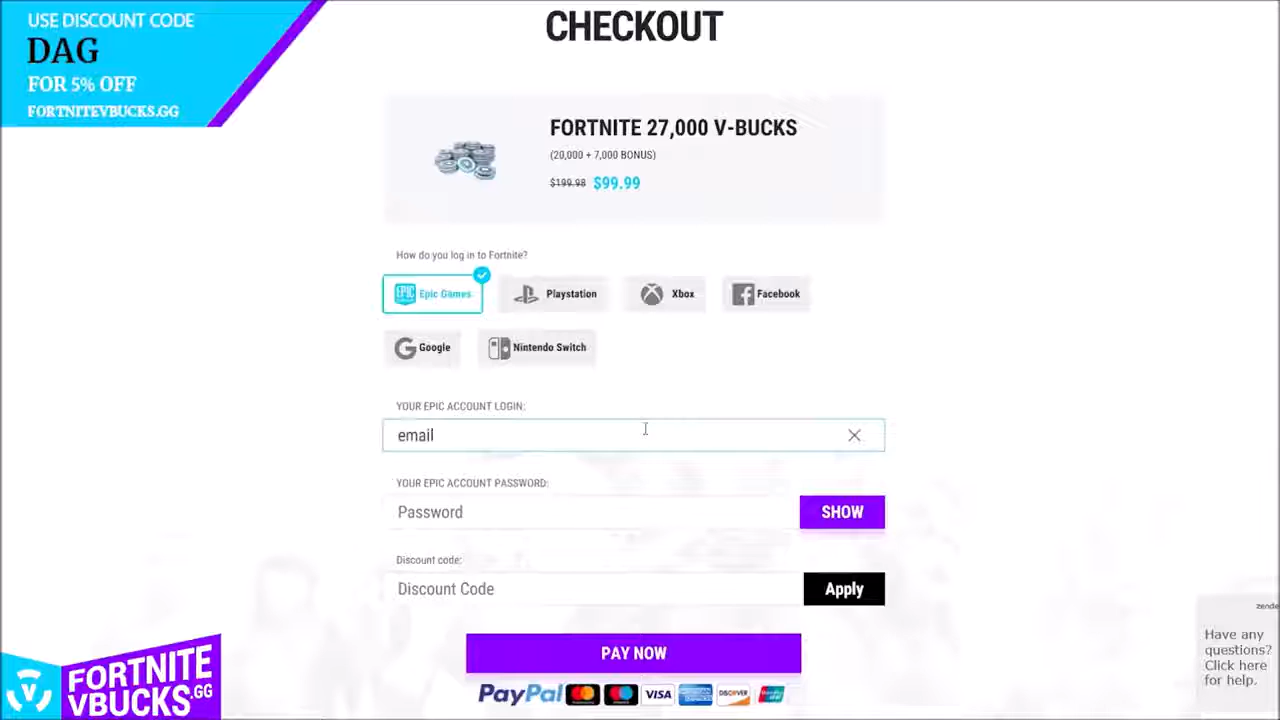 USE DISCOUNT CODE
DAG
FOR 5% OFF
FORTNITEVBUCKS.GG
CHECKOUT
FORTNITE 27,000 V-BUCKS
(20,000 + 7,000 BONUS)
$199.98 $99.99
How do you log in to Fortnite?
EPIC Epic Games Playstation Xbox Facebook
Google Nintendo Switch
YOUR EPIC ACCOUNT LOGIN:
email
YOUR EPIC ACCOUNT PASSWORD:
Password SHOW
Discount code:
Discount Code Apply
PAY NOW
PayPal VISA DISCOVER
zende
Have any
questions?
Click here
for help.
V FORTNITE
VBUCKS.GG